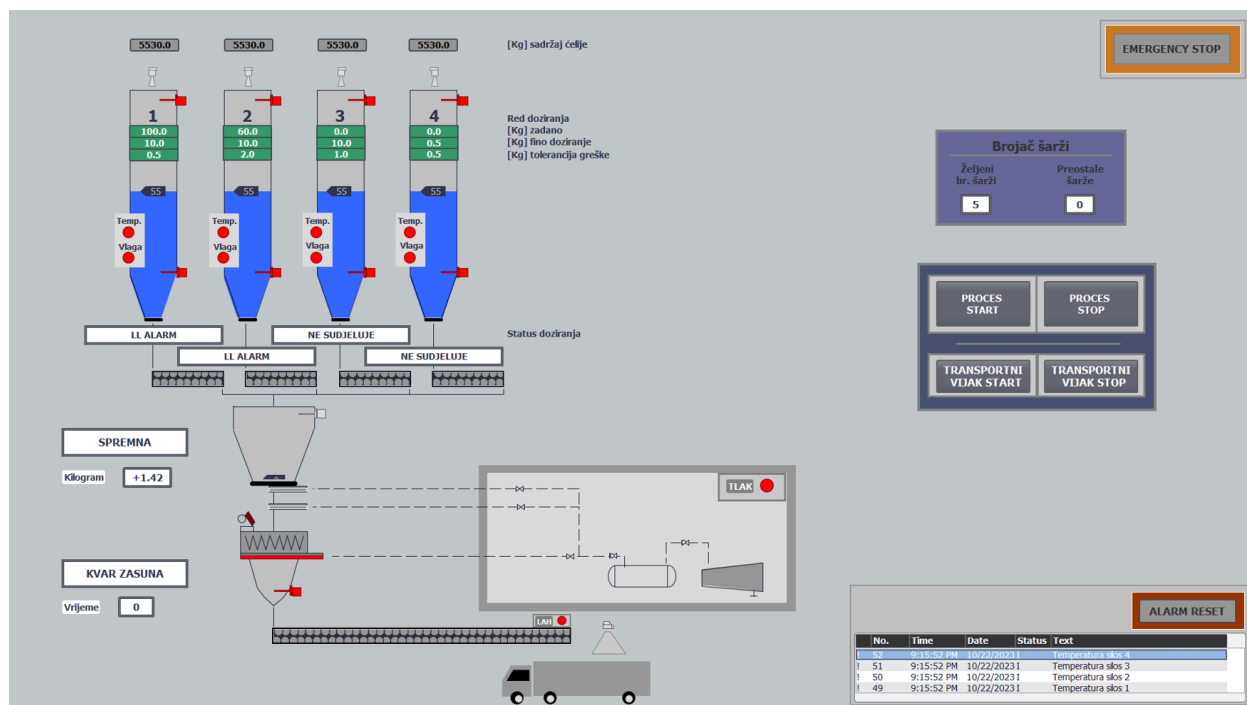 5530.0 5530.0 5530.0 5530.0 [Kg] sadržaj ćelije
EMERGENCY STOP
1 2 3 4 Red doziranja
100.0 60.0 0.0 0.0 [Kg] zadano
10.0 10.0 10.0 0.5 [Kg] fino doziranje
0.5 2.0 1.0 0.5 [Kg] tolerancija greške
Brojač šarži
Željeni br. šarži
Preostale šarže
5 0
55 55 55 55
Temp. Temp. Temp. Temp.
Vlaga Vlaga Vlaga Vlaga
PROCES START
PROCES STOP
TRANSPORTNI VIJAK START
TRANSPORTNI VIJAK STOP
LL ALARM NE SUDJELUJE Status doziranja
LL ALARM NE SUDJELUJE
SPREMNA
Kilogram +1.42
0
TLAK
KVAR ZASUNA
Vrijeme 0
LAH
ALARM RESET
No. Time Date Status Text
! 52 9:15:52 PM 10/22/2023 I Temperatura silos 4
! 51 9:15:52 PM 10/22/2023 I Temperatura silos 3
! 50 9:15:52 PM 10/22/2023 I Temperatura silos 2
! 49 9:15:52 PM 10/22/2023 I Temperatura silos 1